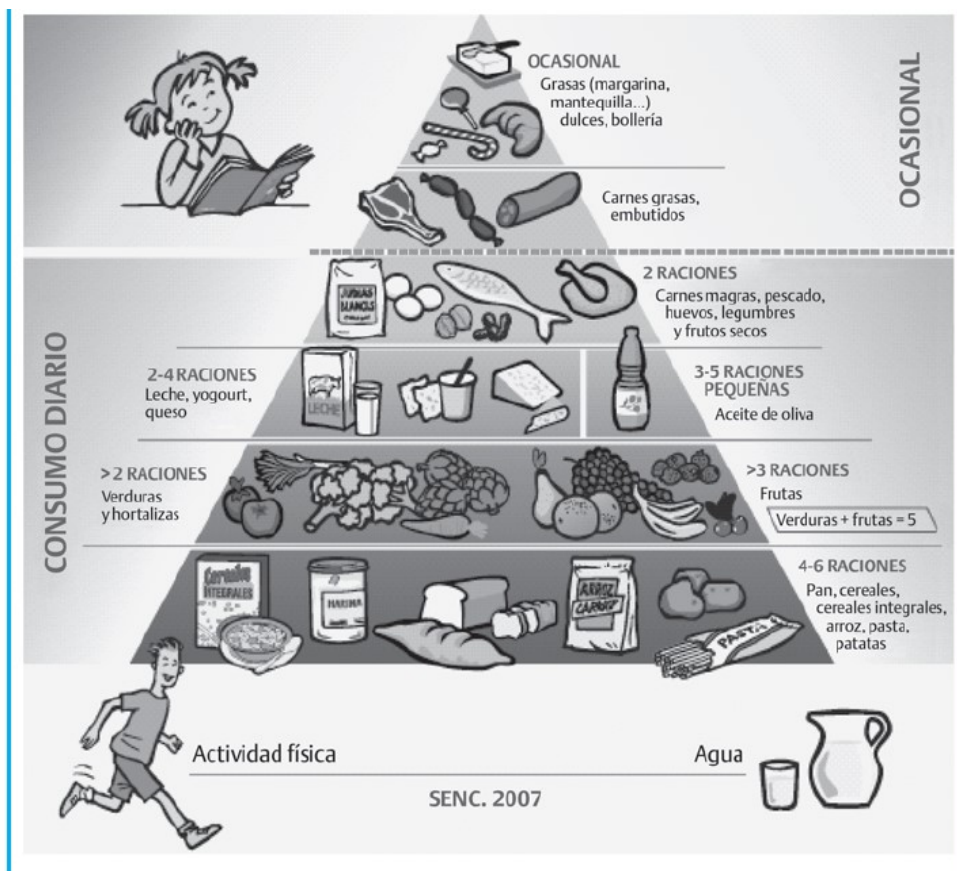 OCASIONAL
Grasas (margarina,
mantequilla...)
dulces, bollería
OCASIONAL
Carnes grasas,
embutidos
CONSUMO DIARIO
2 RACIONES
Carnes magras, pescado,
huevos, legumbres
y frutos secos
JUDIAS
BLANCAS
2-4 RACIONES
Leche, yogourt,
queso
LECHE
3-5 RACIONES
PEQUEÑAS
Aceite de oliva
>2 RACIONES
Verduras
y hortalizas
>3 RACIONES
Frutas
Verduras + frutas = 5
Cereales
INTEGRALES
HARINA
ARROZ
PASTA
4-6 RACIONES
Pan, cereales,
cereales integrales,
arroz, pasta,
patatas
Actividad física
Agua
SENC. 2007